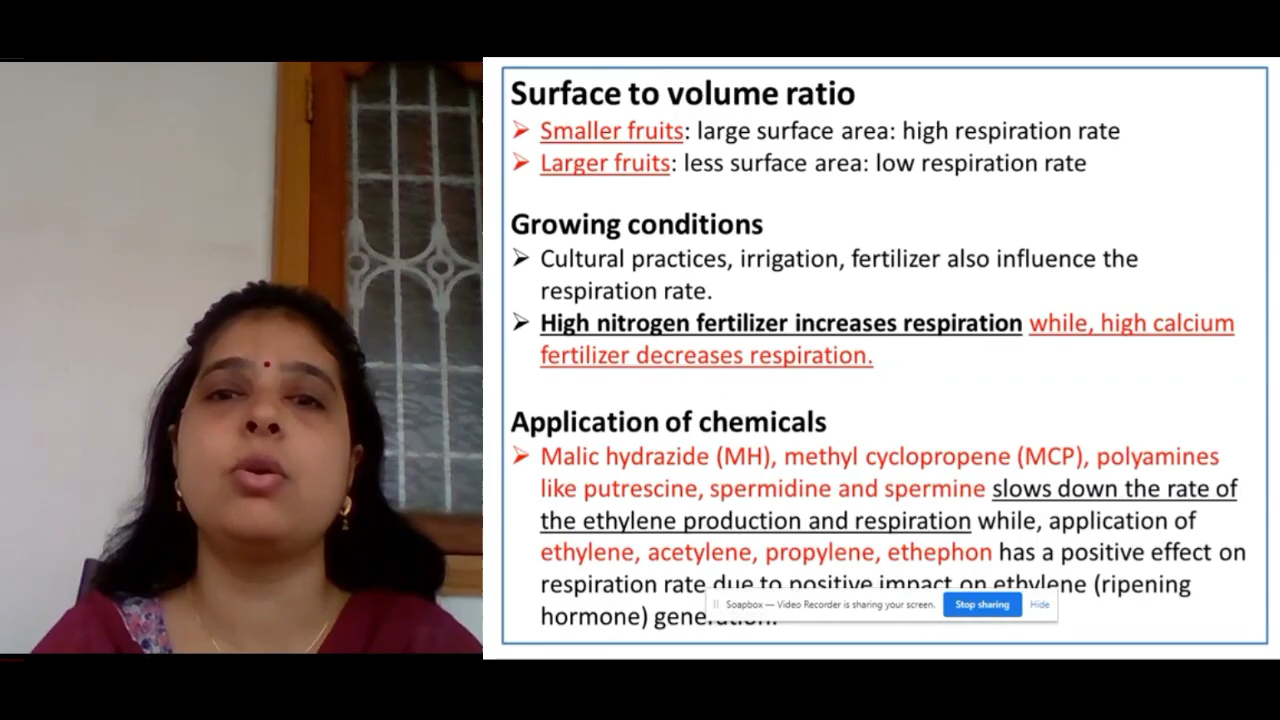 Surface to volume ratio
➢ Smaller fruits: large surface area: high respiration rate
➢ Larger fruits: less surface area: low respiration rate
Growing conditions
➢ Cultural practices, irrigation, fertilizer also influence the
respiration rate.
➢ High nitrogen fertilizer increases respiration while, high calcium
fertilizer decreases respiration.
Application of chemicals
➢ Malic hydrazide (MH), methyl cyclopropene (MCP), polyamines
like putrescine, spermidine and spermine slows down the rate of
the ethylene production and respiration while, application of
ethylene, acetylene, propylene, ethephon has a positive effect on
respiration rate due to positive impact on ethylene (ripening
hormone) generation.
Soapbox — Video Recorder is sharing your screen. Stop sharing Hide